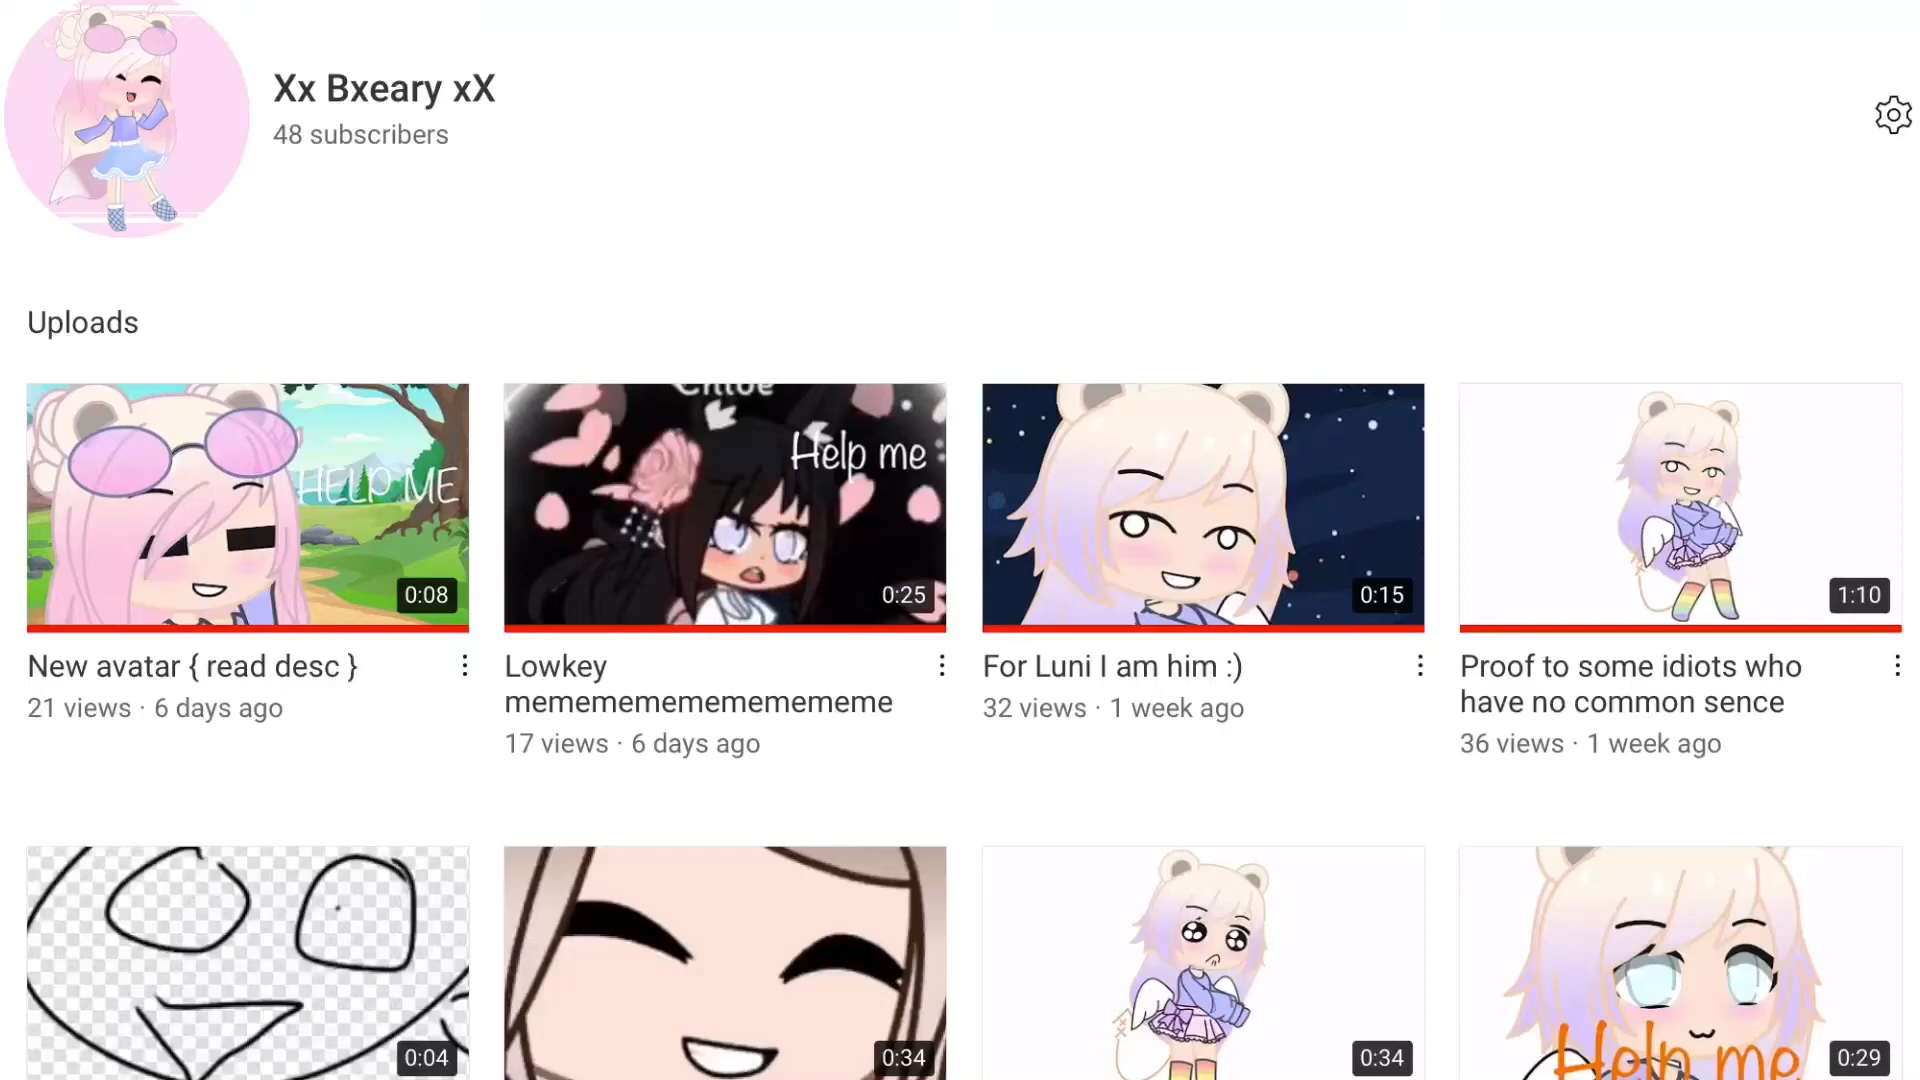 Xx Bxeary xX
48 subscribers
Uploads
HELP ME
0:08
Chloe
Help me
0:25
0:15
1:10
New avatar { read desc }
21 views · 6 days ago
Lowkey
mememememememememe
17 views · 6 days ago
For Luni I am him :)
32 views · 1 week ago
Proof to some idiots who
have no common sence
36 views · 1 week ago
0:04
0:34
0:34
Help me
0:29